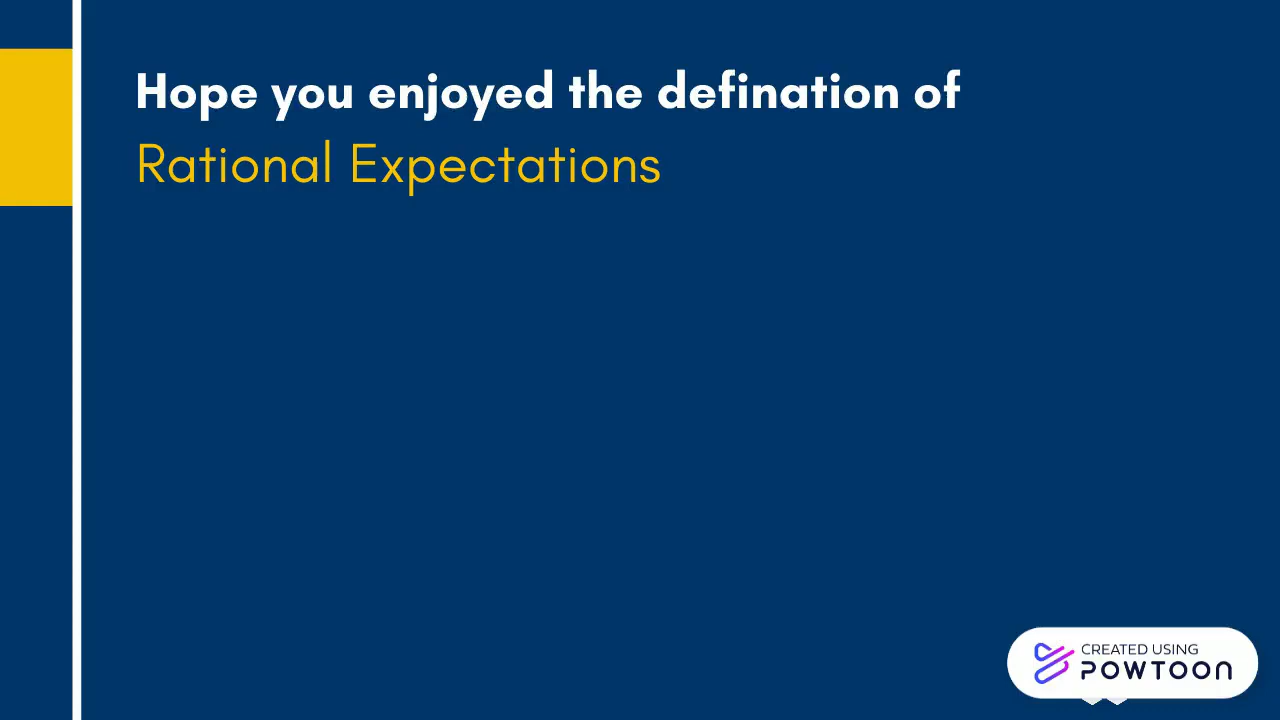 Hope you enjoyed the defination of
Rational Expectations
CREATED USING
POWTOON